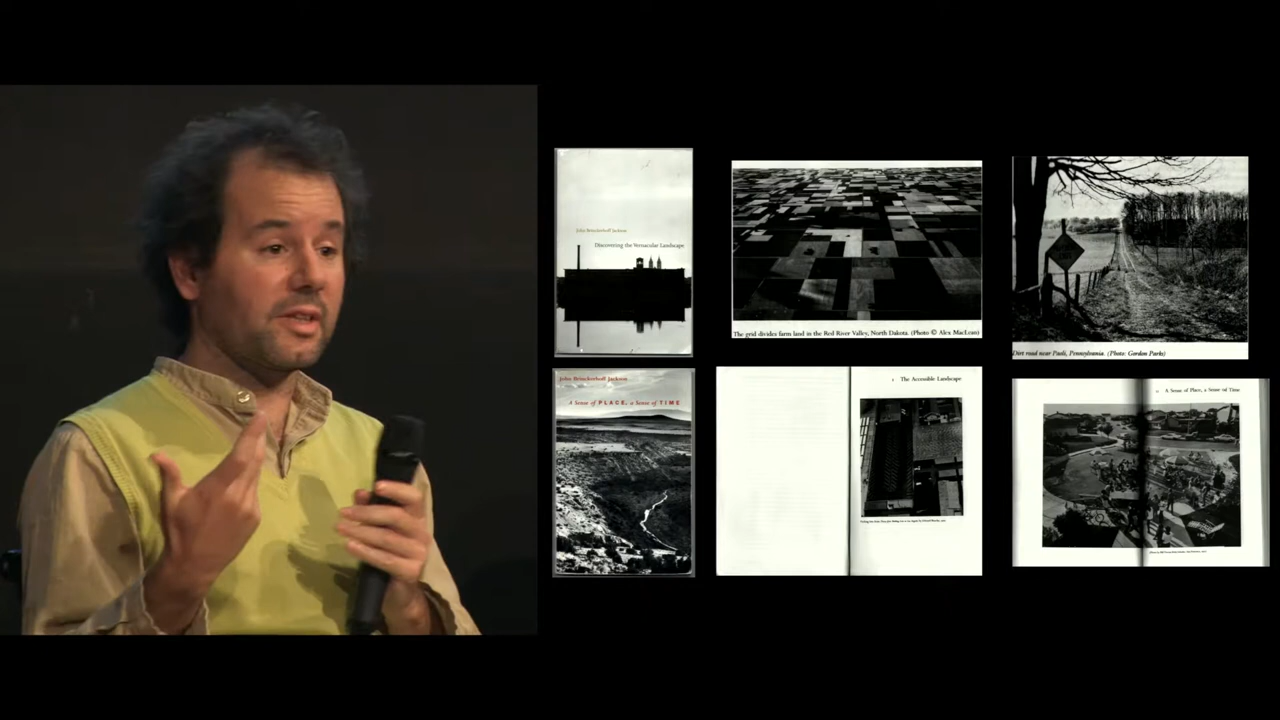 John Brinckerhoff Jackson
Discovering the Vernacular Landscape
The grid divides farm land in the Red River Valley, North Dakota. (Photo © Alex MacLean)
Dirt road near Paoli, Pennsylvania. (Photo: Gordon Parks)
John Brinckerhoff Jackson
A Sense of PLACE, a Sense of TIME
The Accessible Landscape
A Sense of Place, a Sense of Time